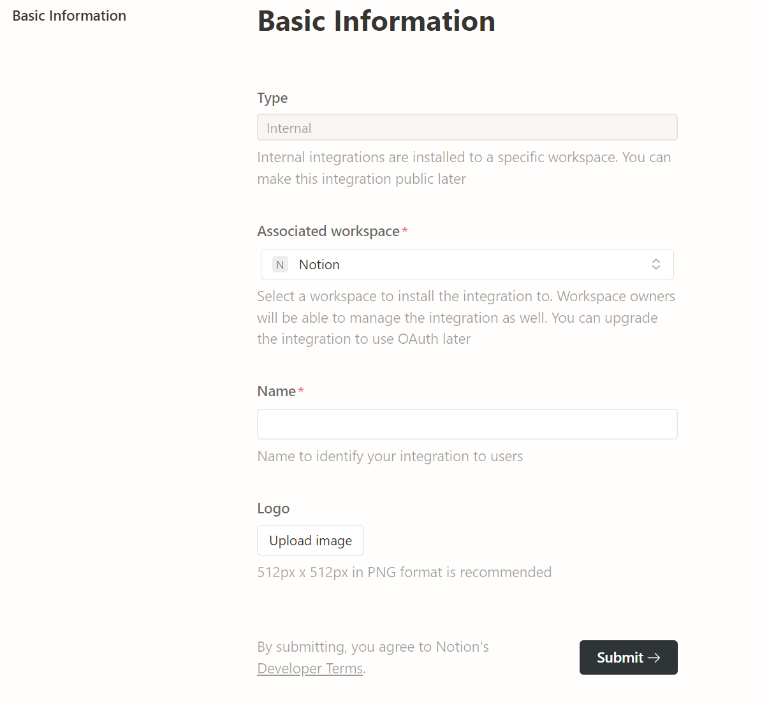 Basic Information
Basic Information
Type
Internal
Internal integrations are installed to a specific workspace. You can
make this integration public later
Associated workspace*
N Notion
Select a workspace to install the integration to. Workspace owners
will be able to manage the integration as well. You can upgrade
the integration to use OAuth later
Name*
Name to identify your integration to users
Logo
Upload image
512px x 512px in PNG format is recommended
By submitting, you agree to Notion's
Developer Terms.
Submit →